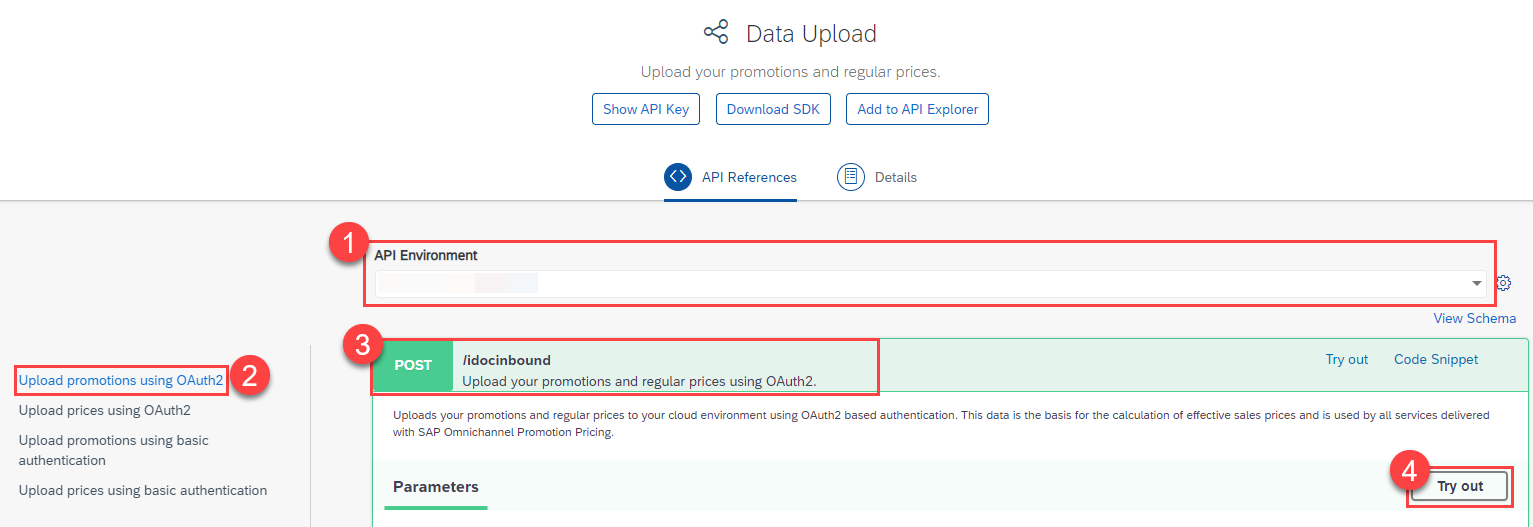 Data Upload
Upload your promotions and regular prices.
Show API Key
Download SDK
Add to API Explorer
API References
Details
1
API Environment
View Schema
3
POST
/idocinbound
Upload your promotions and regular prices using OAuth2.
Try out
Code Snippet
Upload promotions using OAuth2
2
Upload prices using OAuth2
Upload promotions using basic
authentication
Upload prices using basic authentication
Uploads your promotions and regular prices to your cloud environment using OAuth2 based authentication. This data is the basis for the calculation of effective sales prices and is used by all services delivered
with SAP Omnichannel Promotion Pricing.
Parameters
4
Try out